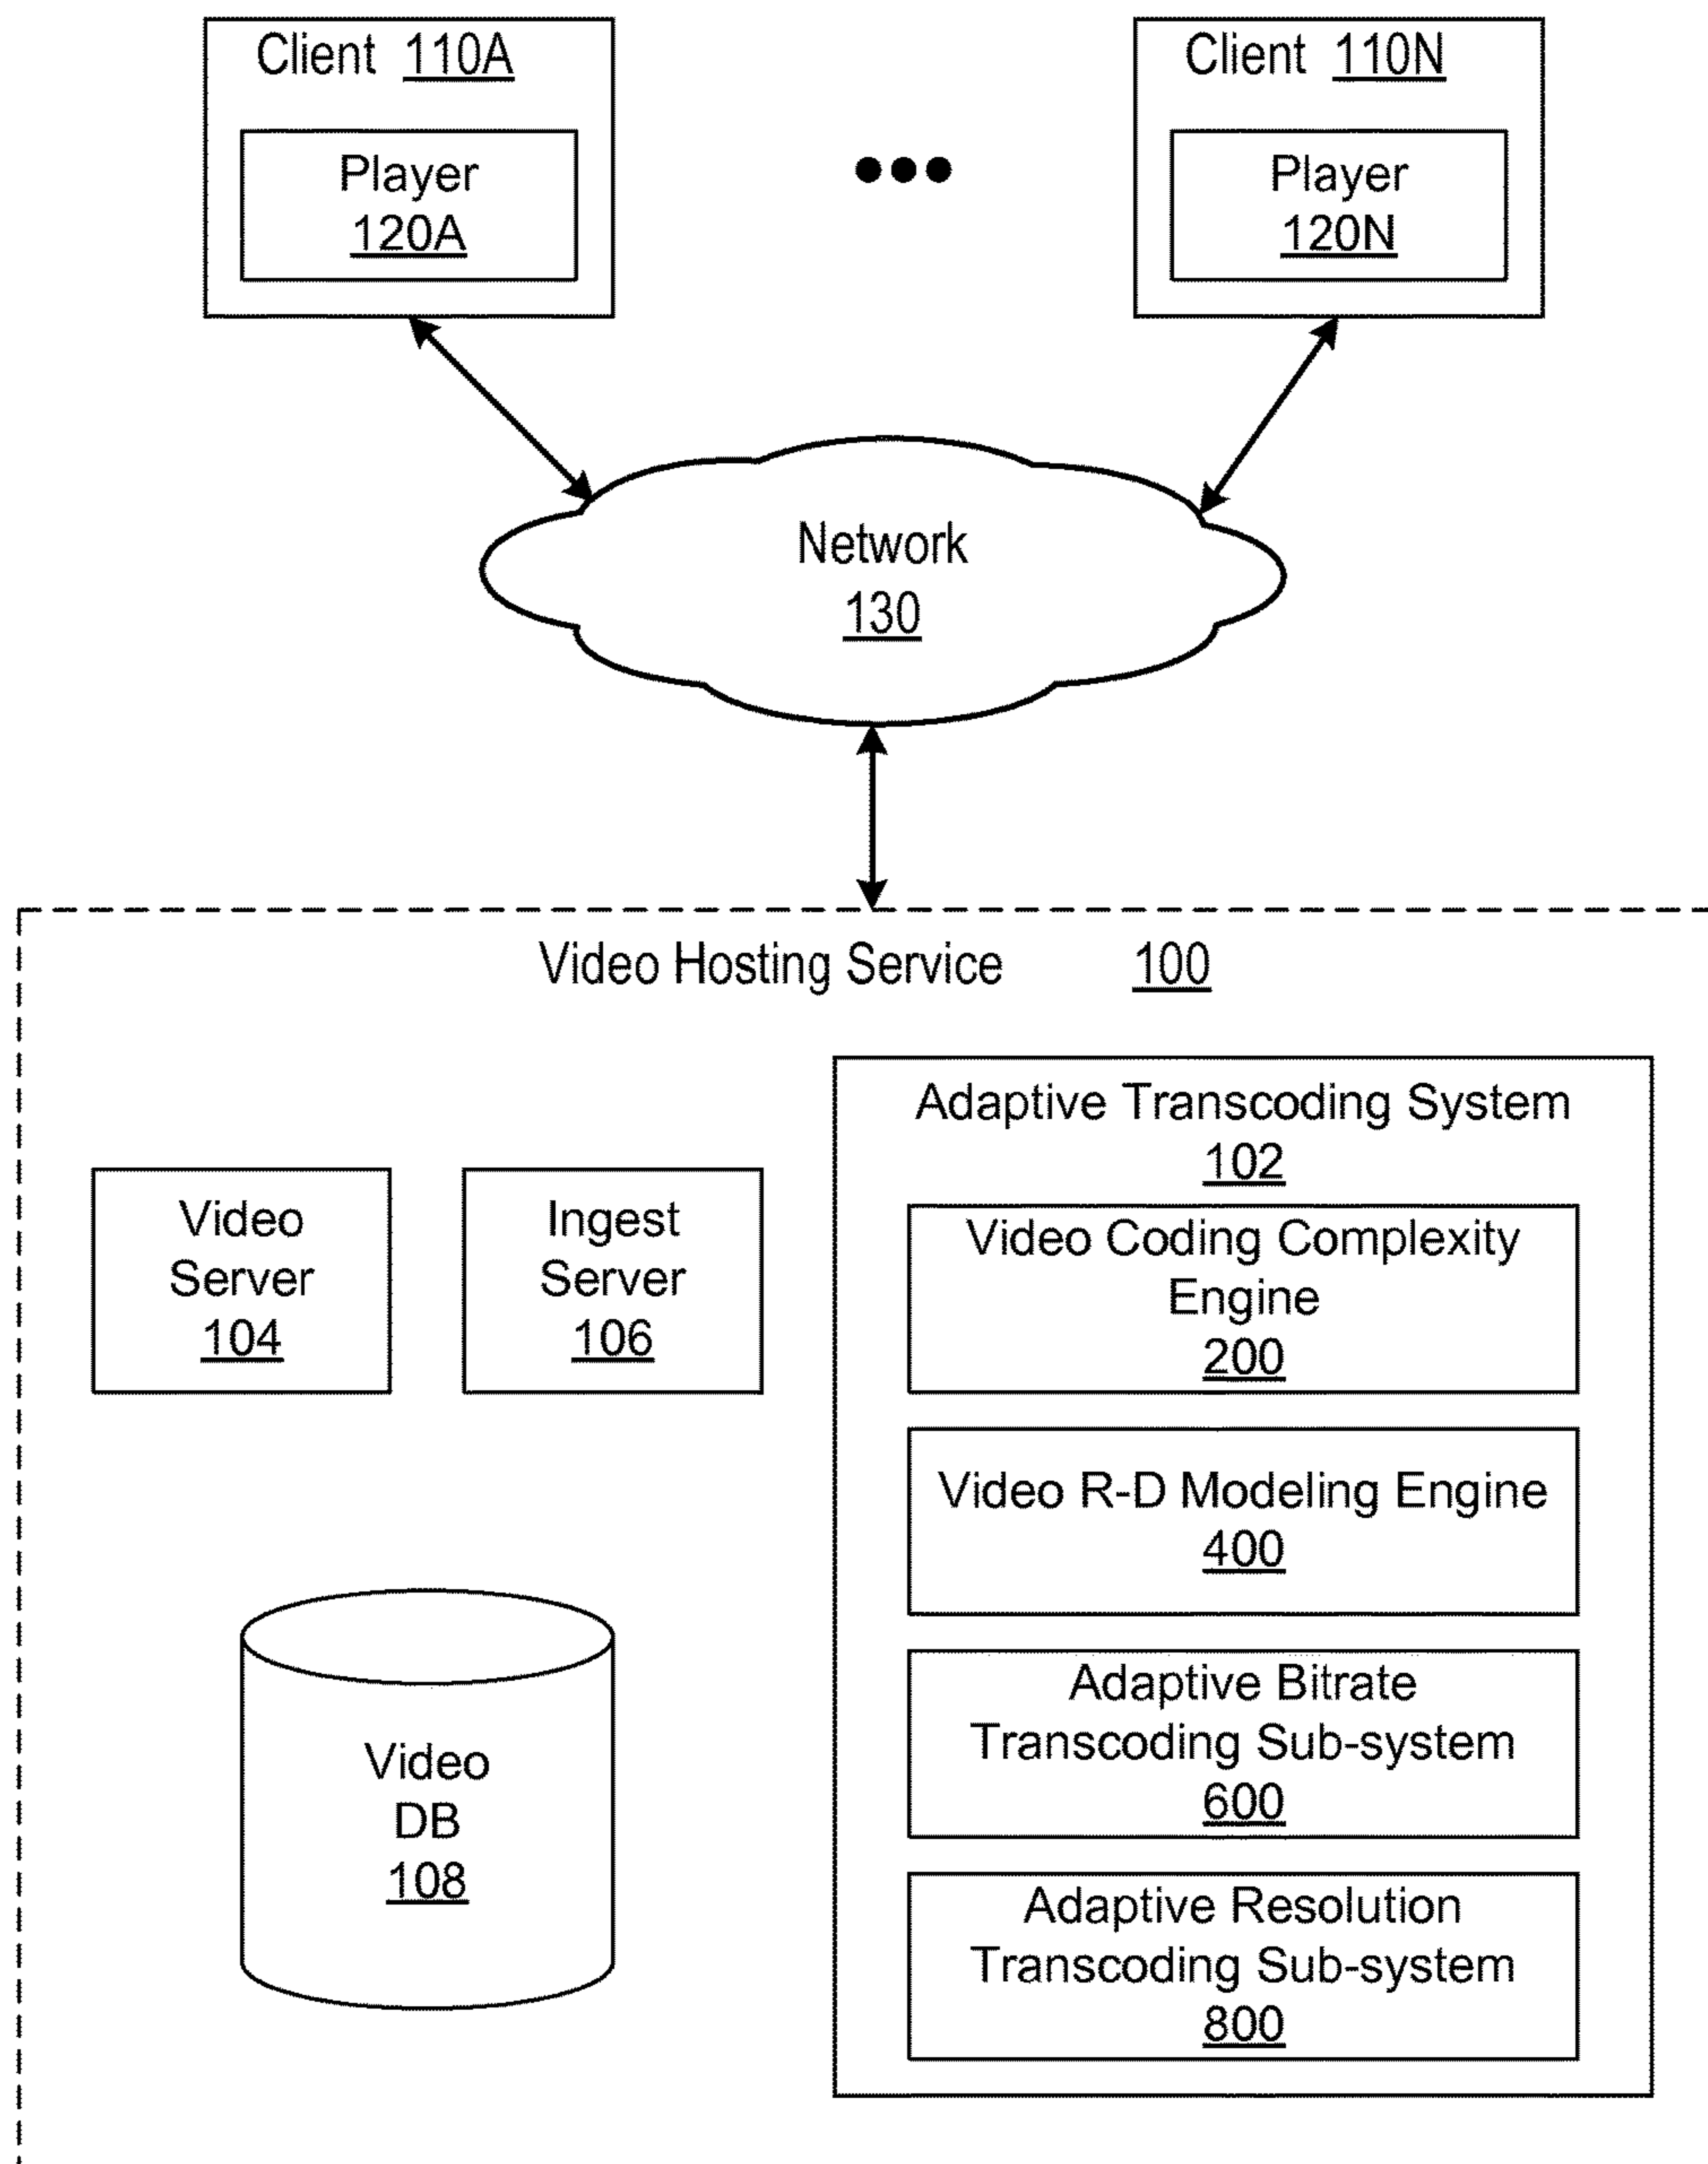 Client 110A
Player
120A
Client 110N
Player
120N
Network
130
Video Hosting Service 100
Adaptive Transcoding System
102
Video
Server
104
Ingest
Server
106
Video Coding Complexity
Engine
200
Video R-D Modeling Engine
400
Adaptive Bitrate
Transcoding Sub-system
600
Video
DB
108
Adaptive Resolution
Transcoding Sub-system
800